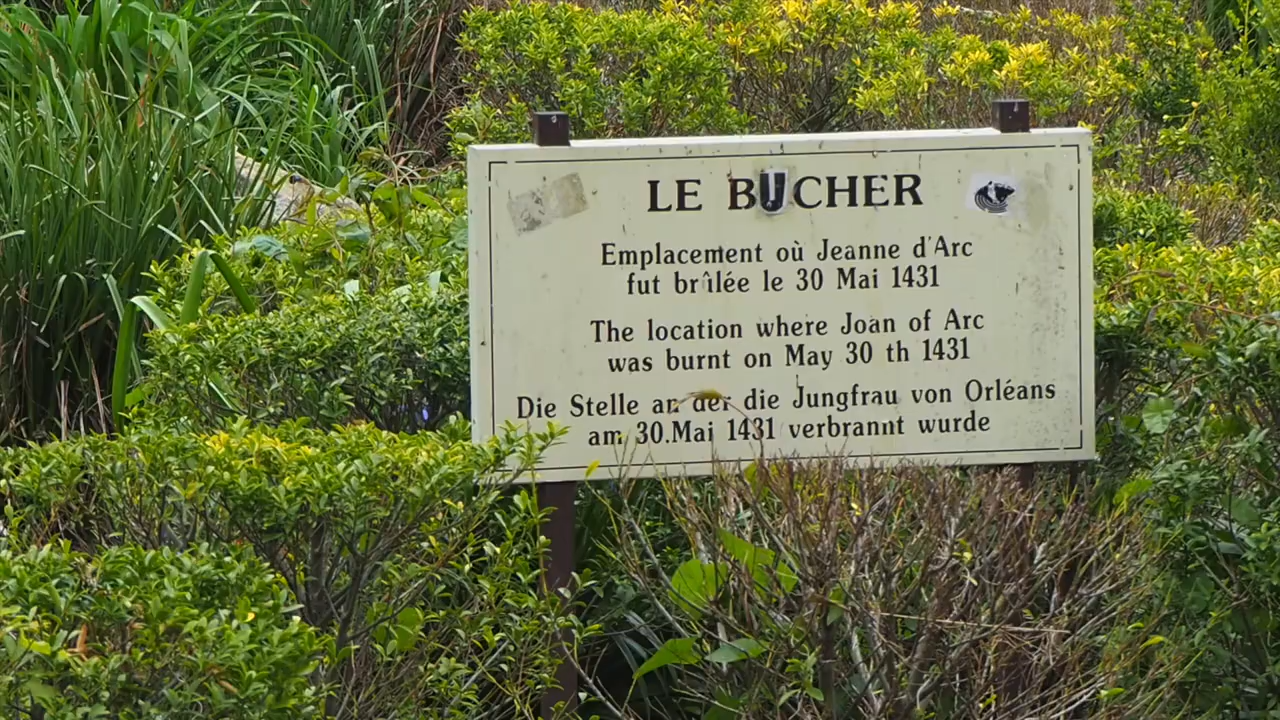 LE BUCHER
Emplacement où Jeanne d'Arc
fut brûlée le 30 Mai 1431
The location where Joan of Arc
was burnt on May 30 th 1431
Die Stelle an der die Jungfrau von Orléans
am 30.Mai 1431 verbrannt wurde